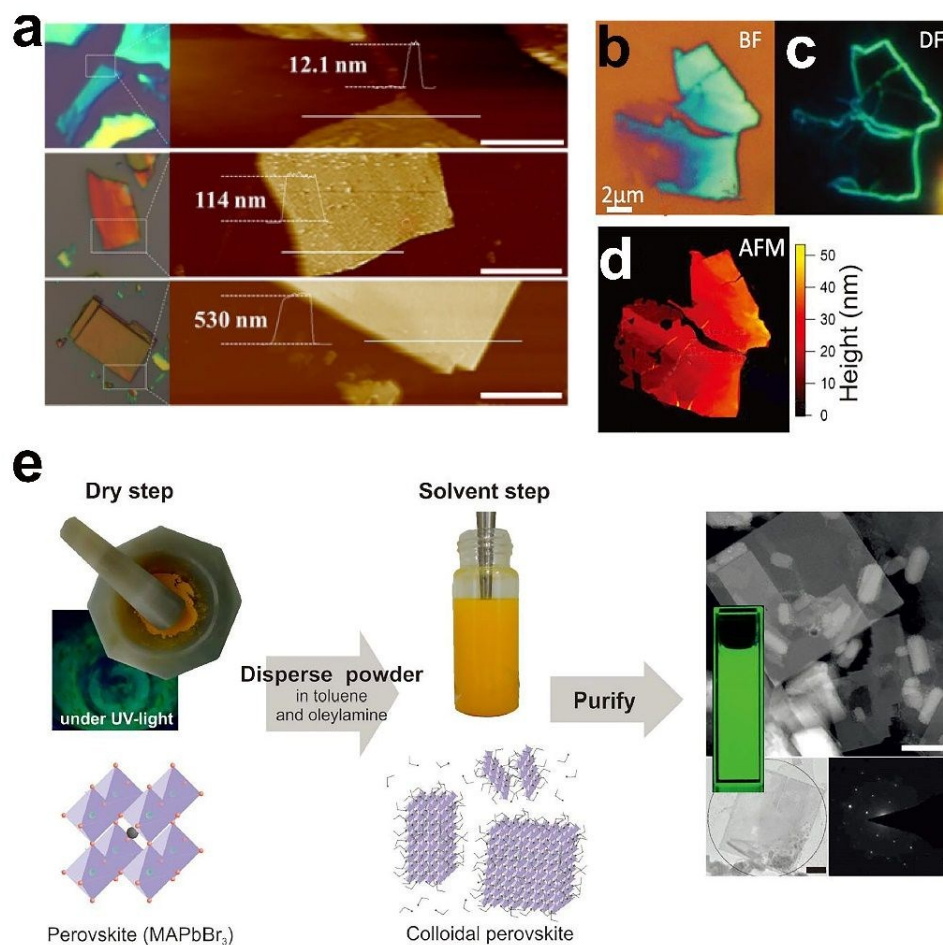 a
12.1 nm
114 nm
530 nm
b
BF
2μm
c
DF
d
AFM
50
40
30
20
10
0
Height (nm)
e
Dry step
under UV-light
Perovskite (MAPbBr₃)
Disperse powder
in toluene
and oleylamine
Solvent step
Colloidal perovskite
Purify